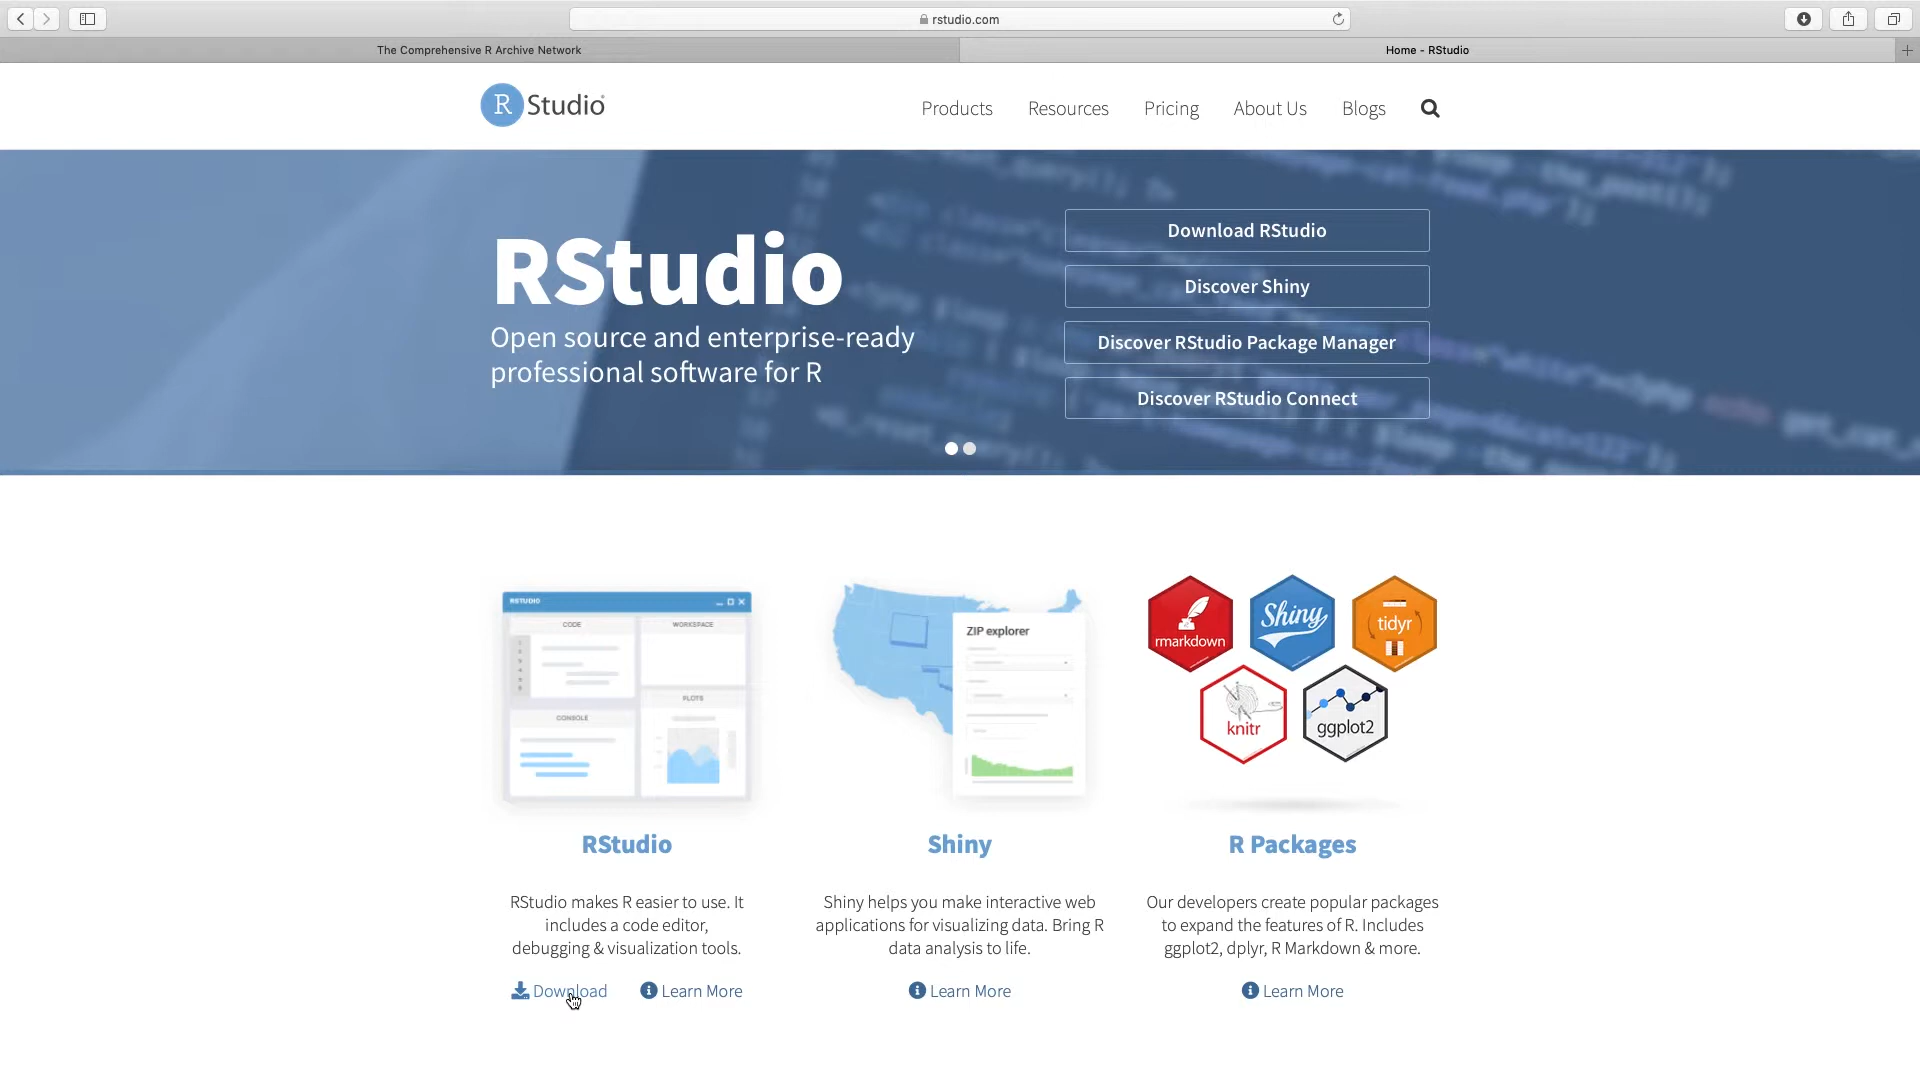 rstudio.com
The Comprehensive R Archive Network
Home - RStudio
R Studio
Products
Resources
Pricing
About Us
Blogs
RStudio
Open source and enterprise-ready
professional software for R
Download RStudio
Discover Shiny
Discover RStudio Package Manager
Discover RStudio Connect
RSTUDIO
CODE
WORKSPACE
PLOTS
CONSOLE
ZIP explorer
rmarkdown
Shiny
tidyr
knitr
ggplot2
RStudio
RStudio makes R easier to use. It
includes a code editor,
debugging & visualization tools.
Download
Learn More
Shiny
Shiny helps you make interactive web
applications for visualizing data. Bring R
data analysis to life.
Learn More
R Packages
Our developers create popular packages
to expand the features of R. Includes
ggplot2, dplyr, R Markdown & more.
Learn More